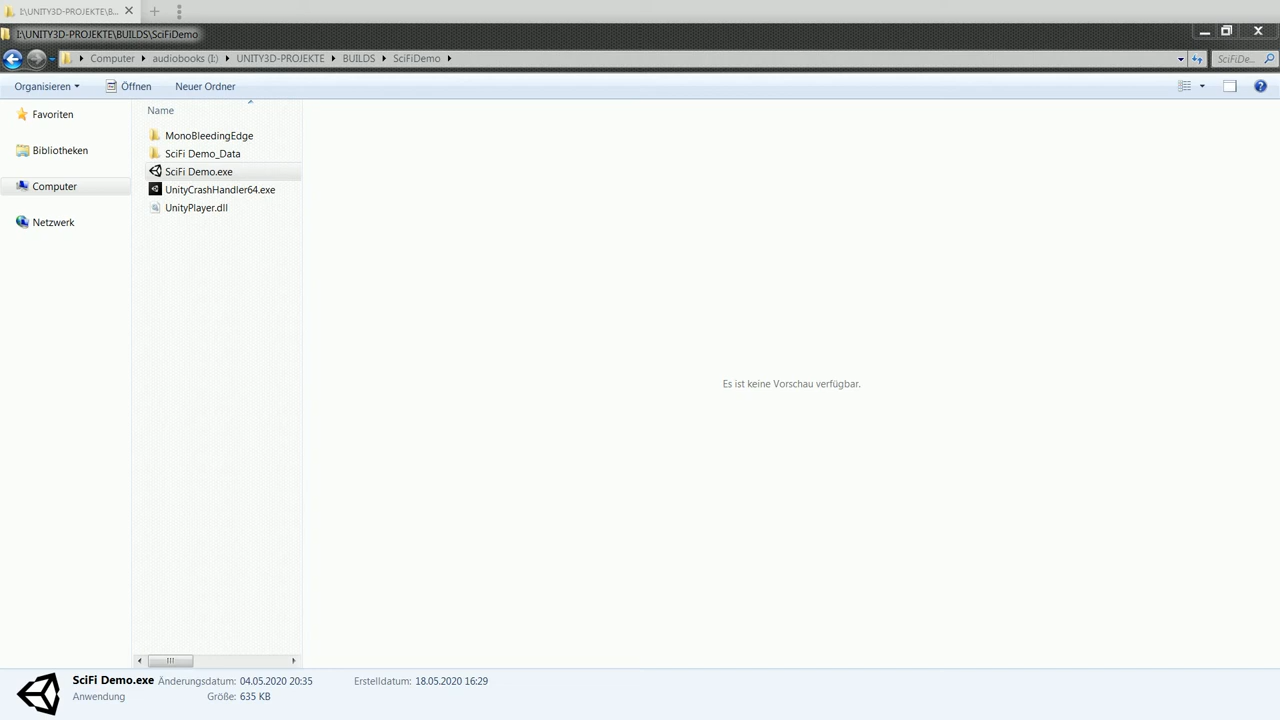 I:\UNITY3D-PROJEKTE\B...
I:\UNITY3D-PROJEKTE\BUILDS\SciFiDemo
Computer audiobooks (I:) UNITY3D-PROJEKTE BUILDS SciFiDemo SciFiDe...
Organisieren Öffnen Neuer Ordner
Favoriten
Bibliotheken
Computer
Netzwerk
Name
MonoBleedingEdge
SciFi Demo_Data
SciFi Demo.exe
UnityCrashHandler64.exe
UnityPlayer.dll
Es ist keine Vorschau verfügbar.
SciFi Demo.exe Änderungsdatum: 04.05.2020 20:35 Erstelldatum: 18.05.2020 16:29
Anwendung Größe: 635 KB